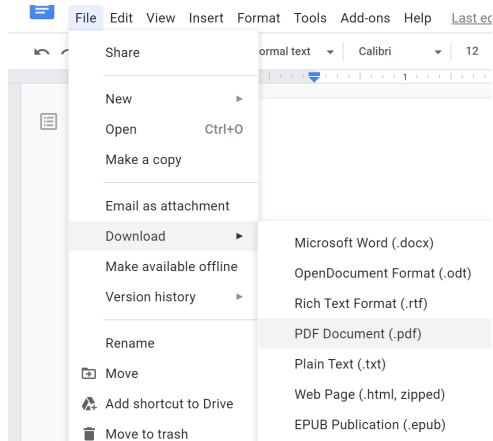 File Edit View Insert Format Tools Add-ons Help Last
ormal text Calibri 12
1
Share
New
Open Ctrl+O
Make a copy
Email as attachment
Download
Make available offline
Version history
Rename
Move
Add shortcut to Drive
Move to trash
Microsoft Word (.docx)
OpenDocument Format (.odt)
Rich Text Format (.rtf)
PDF Document (.pdf)
Plain Text (.txt)
Web Page (.html, zipped)
EPUB Publication (.epub)